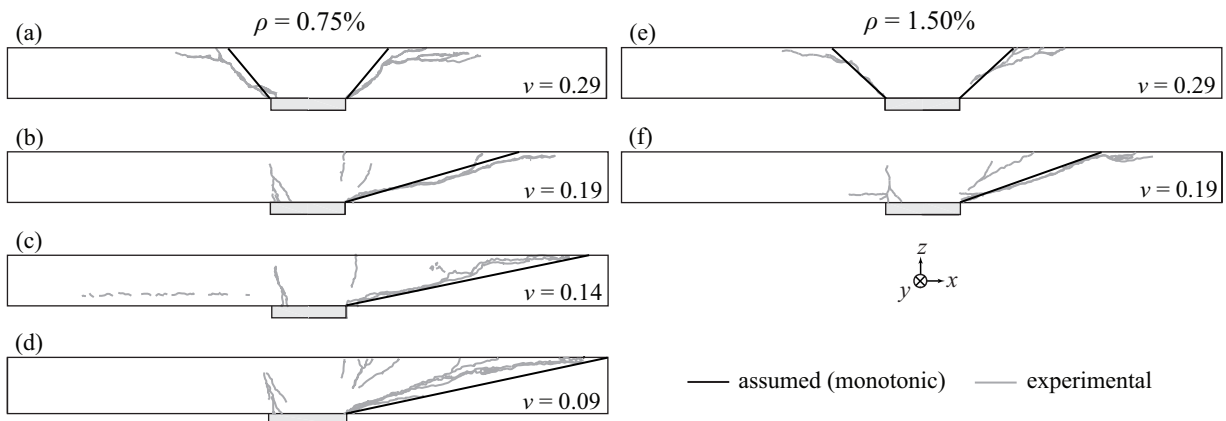 ρ = 0.75%
ρ = 1.50%
(a)
v = 0.29
(e)
v = 0.29
(b)
v = 0.19
(f)
v = 0.19
(c)
v = 0.14
z
y
x
(d)
v = 0.09
assumed (monotonic)
experimental